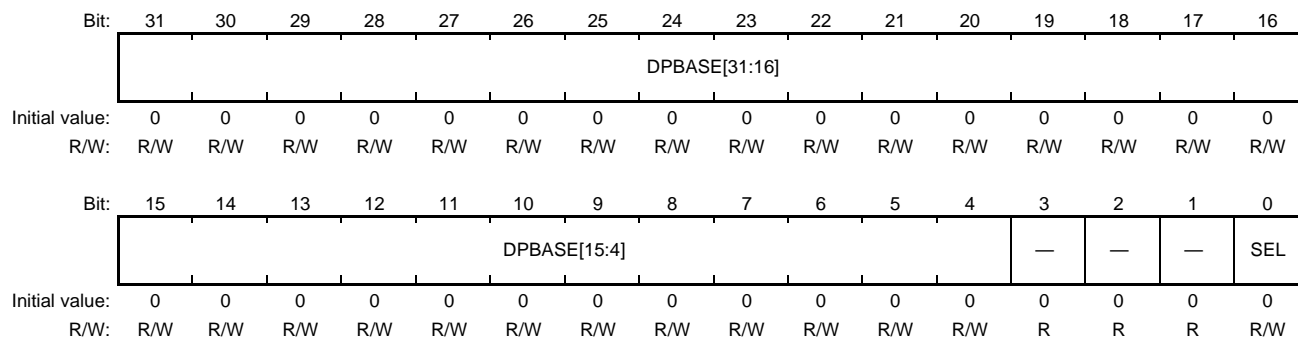 Bit: 31 30 29 28 27 26 25 24 23 22 21 20 19 18 17 16
DPBASE[31:16]
Initial value: 0 0 0 0 0 0 0 0 0 0 0 0 0 0 0 0
R/W: R/W R/W R/W R/W R/W R/W R/W R/W R/W R/W R/W R/W R/W R/W R/W R/W
Bit: 15 14 13 12 11 10 9 8 7 6 5 4 3 2 1 0
DPBASE[15:4] — — — SEL
Initial value: 0 0 0 0 0 0 0 0 0 0 0 0 0 0 0 0
R/W: R/W R/W R/W R/W R/W R/W R/W R/W R/W R/W R/W R/W R R R R/W